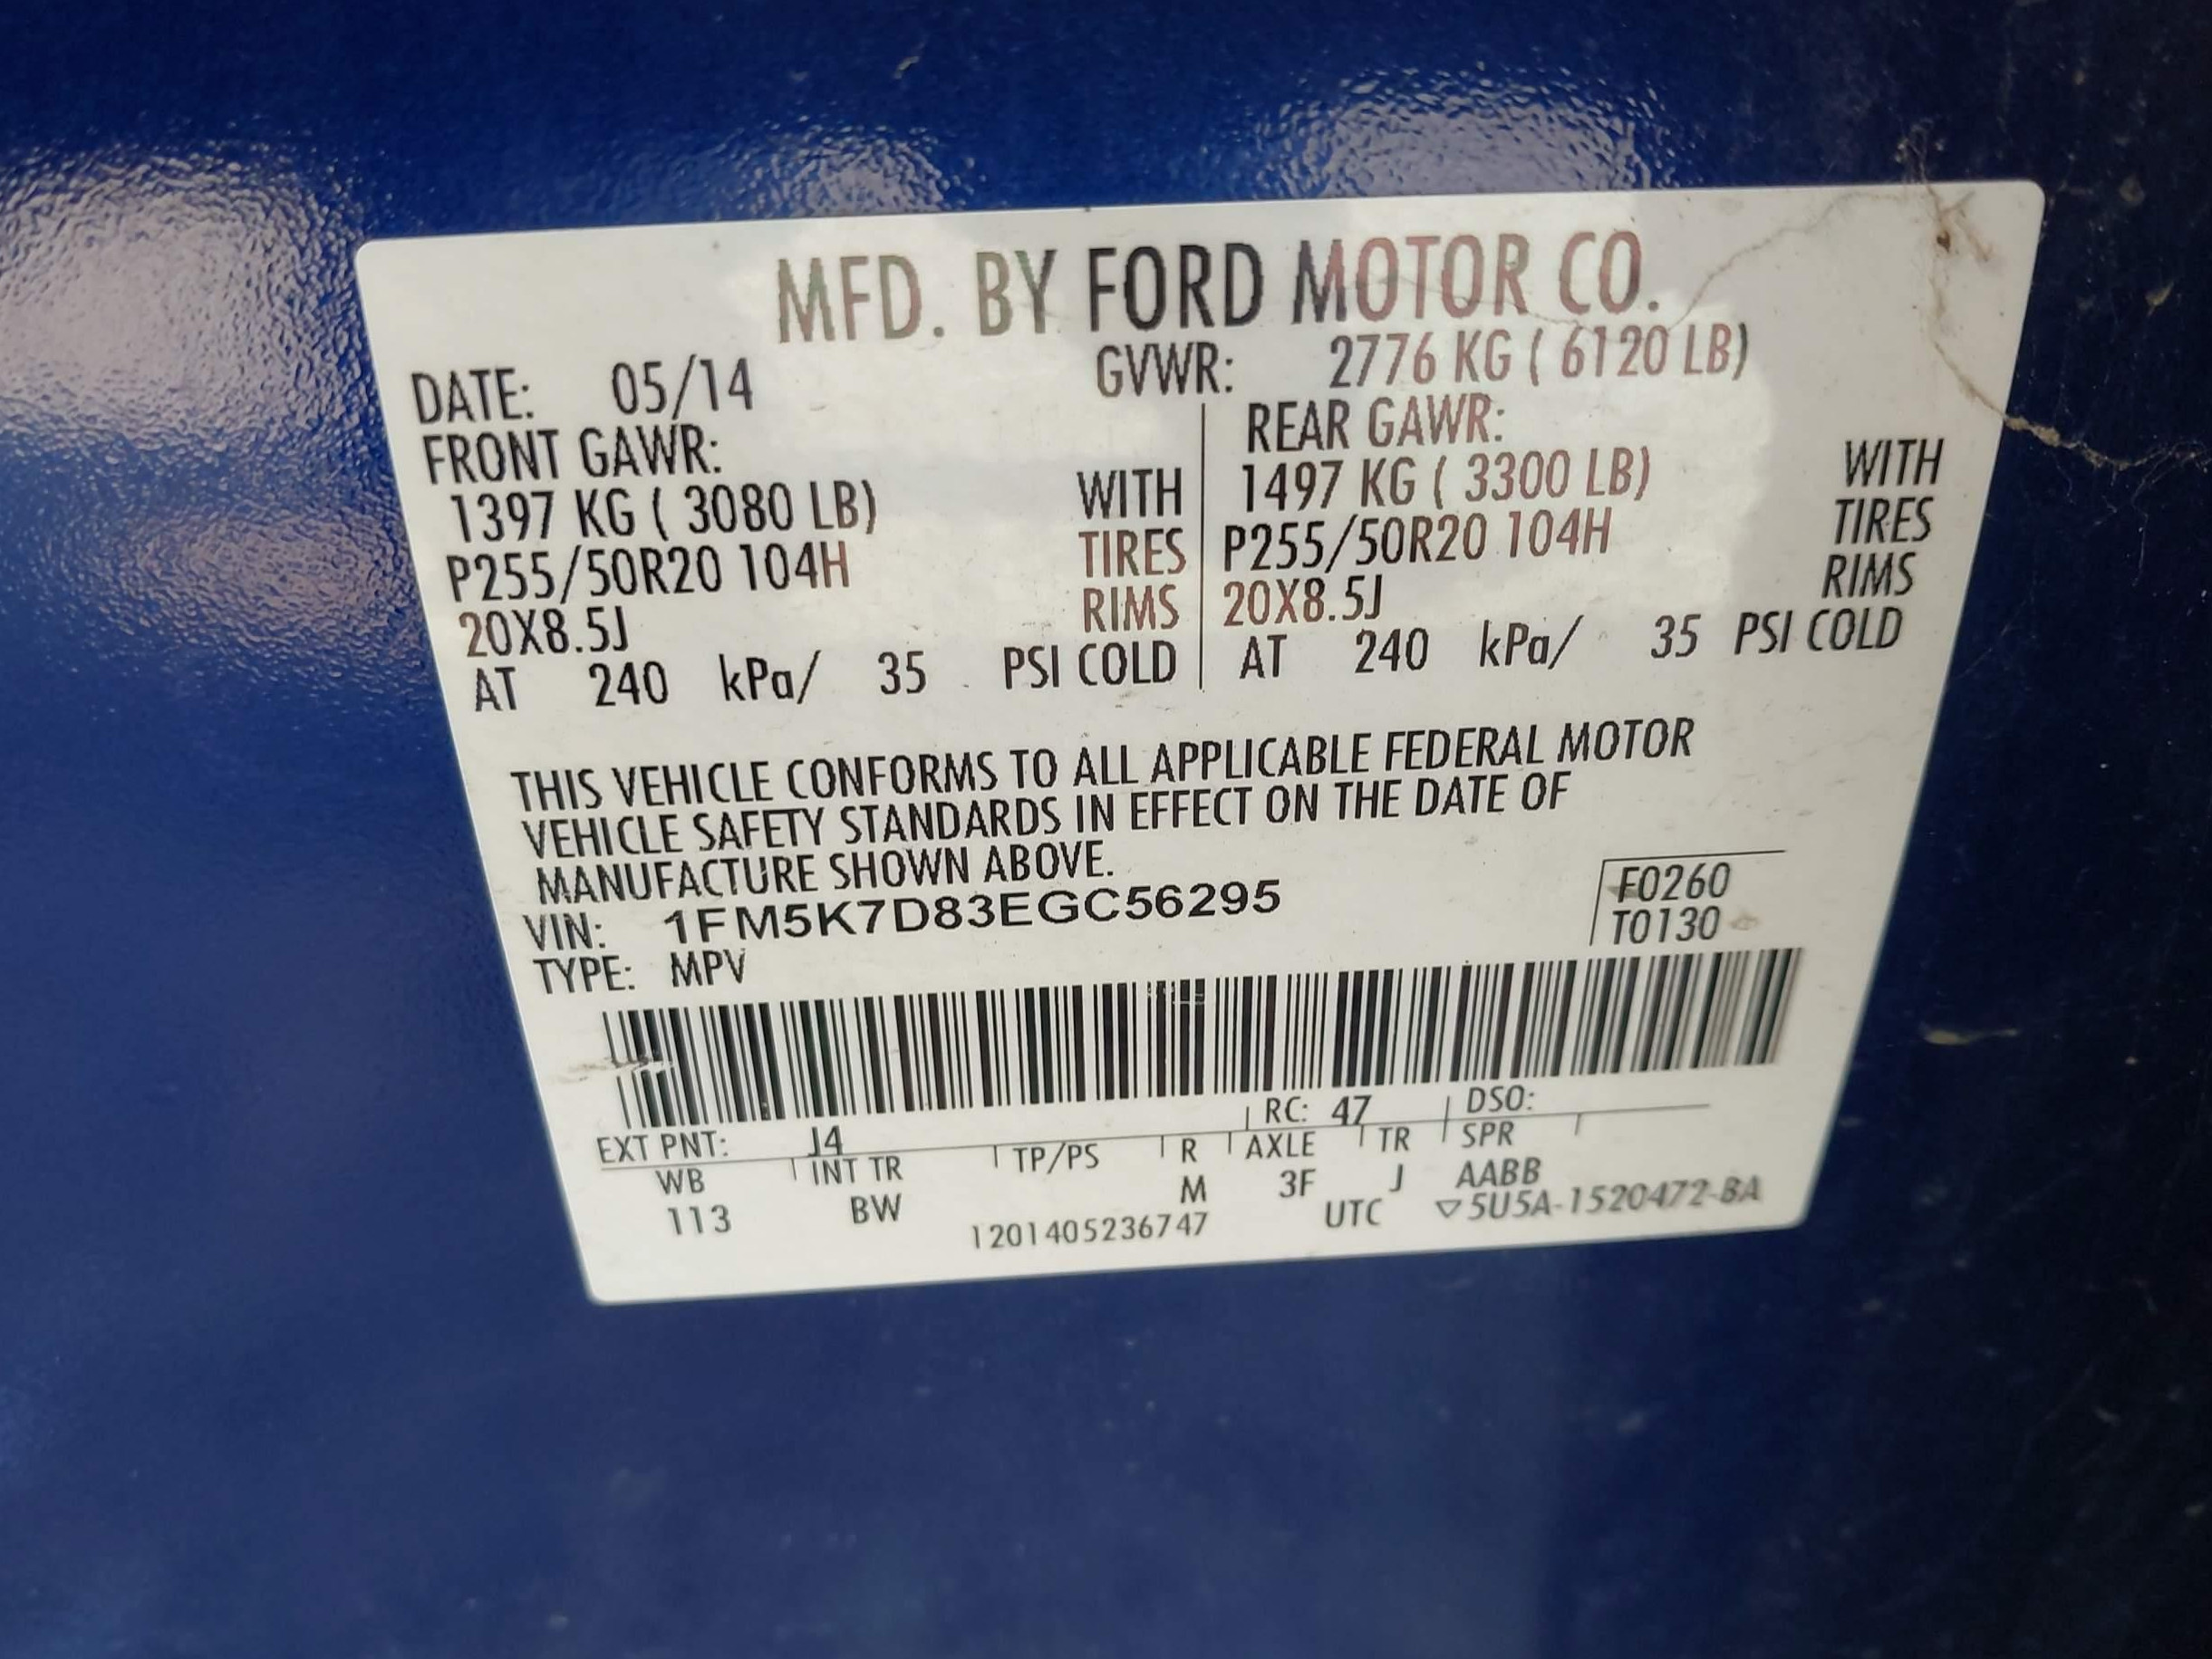 MFD. BY FORD MOTOR CO.
DATE: 05/14 GVWR: 2776 KG ( 6120 LB)
FRONT GAWR: REAR GAWR:
1397 KG ( 3080 LB) WITH 1497 KG ( 3300 LB) WITH
P255/50R20 104H TIRES P255/50R20 104H TIRES
20X8.5J RIMS 20X8.5J RIMS
AT 240 kPa/ 35 PSI COLD AT 240 kPa/ 35 PSI COLD
THIS VEHICLE CONFORMS TO ALL APPLICABLE FEDERAL MOTOR
VEHICLE SAFETY STANDARDS IN EFFECT ON THE DATE OF
MANUFACTURE SHOWN ABOVE.
VIN: 1FM5K7D83EGC56295 F0260
TYPE: MPV T0130
EXT PNT: J4 RC: 47 DSO:
WB INT TR TP/PS R AXLE TR SPR
113 BW M 3F J AABB
1201405236747 UTC ▽5U5A-1520472-BA